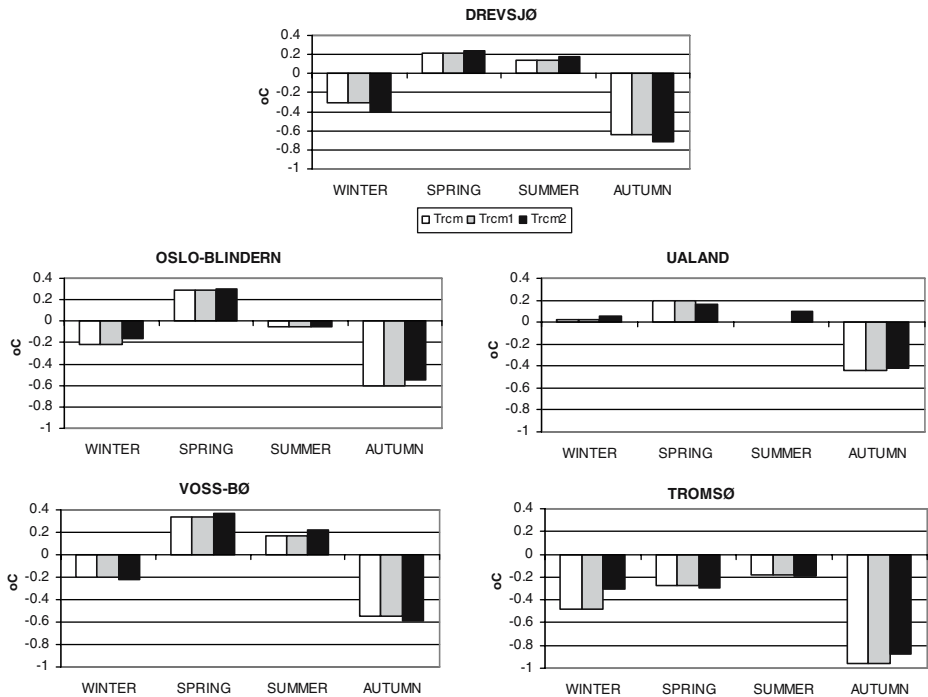 DREVSJØ
0.4
0.2
0
-0.2
-0.4
-0.6
-0.8
-1
oC
WINTER SPRING SUMMER AUTUMN
Trcm Trcm1 Trcm2
OSLO-BLINDERN
0.4
0.2
0
-0.2
-0.4
-0.6
-0.8
-1
oC
WINTER SPRING SUMMER AUTUMN
UALAND
0.4
0.2
0
-0.2
-0.4
-0.6
-0.8
-1
oC
WINTER SPRING SUMMER AUTUMN
VOSS-BØ
0.4
0.2
0
-0.2
-0.4
-0.6
-0.8
-1
oC
WINTER SPRING SUMMER AUTUMN
TROMSØ
0.4
0.2
0
-0.2
-0.4
-0.6
-0.8
-1
oC
WINTER SPRING SUMMER AUTUMN